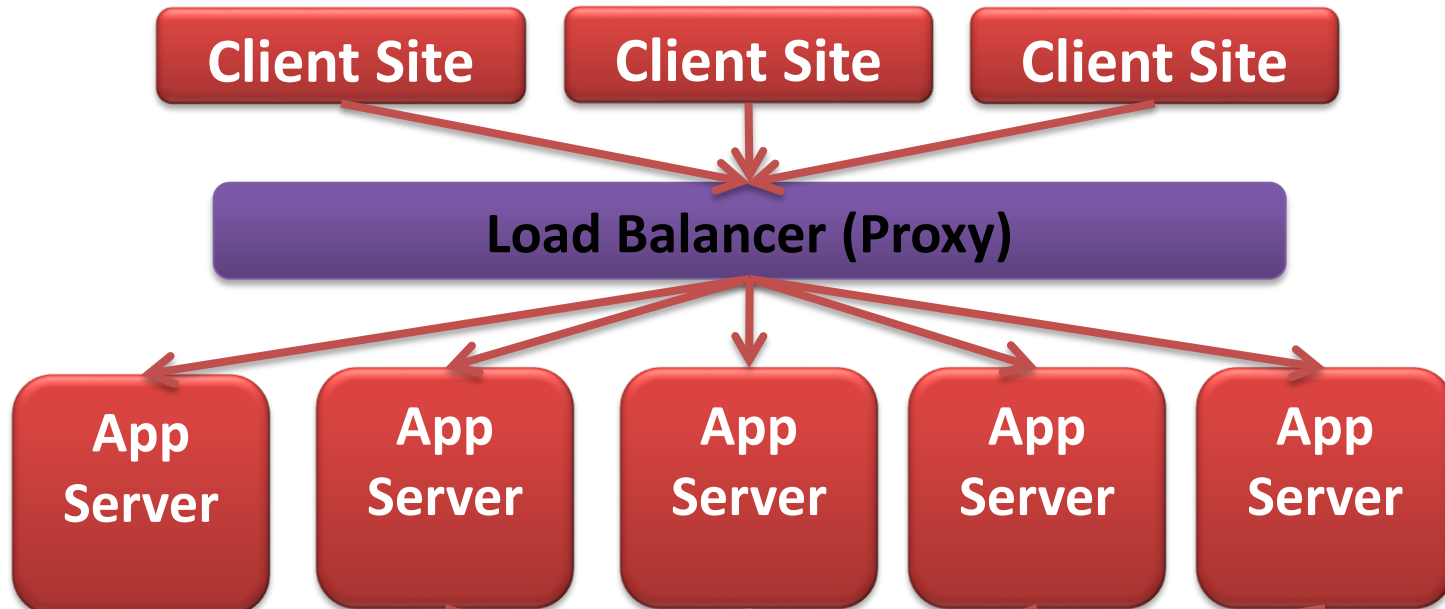 Client Site
Client Site
Client Site
Load Balancer (Proxy)
App
Server
App
Server
App
Server
App
Server
App
Server